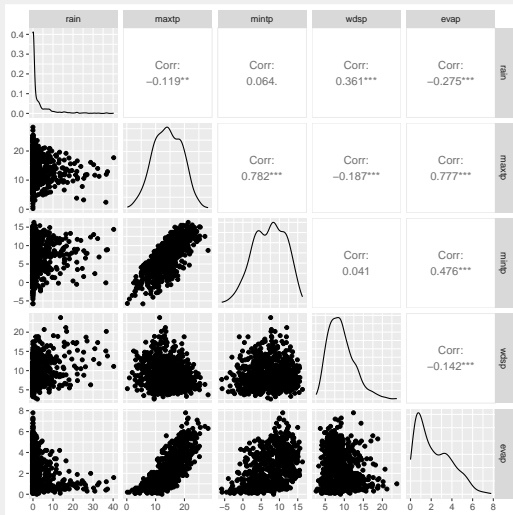 rain maxtp mintp wdsp evap
0.4
0.3
0.2
0.1
0.0
Corr:
−0.119**
Corr:
0.064.
Corr:
0.361***
Corr:
−0.275***
rain
20
10
0
Corr:
0.782***
Corr:
−0.187***
Corr:
0.777***
maxtp
15
10
5
0
−5
Corr:
0.041
Corr:
0.476***
mintp
20
15
10
5
Corr:
−0.142***
wdsp
8
6
4
2
0
evap
0 10 20 30 40 0 10 20 −5 0 5 10 15 5 10 15 20 0 2 4 6 8